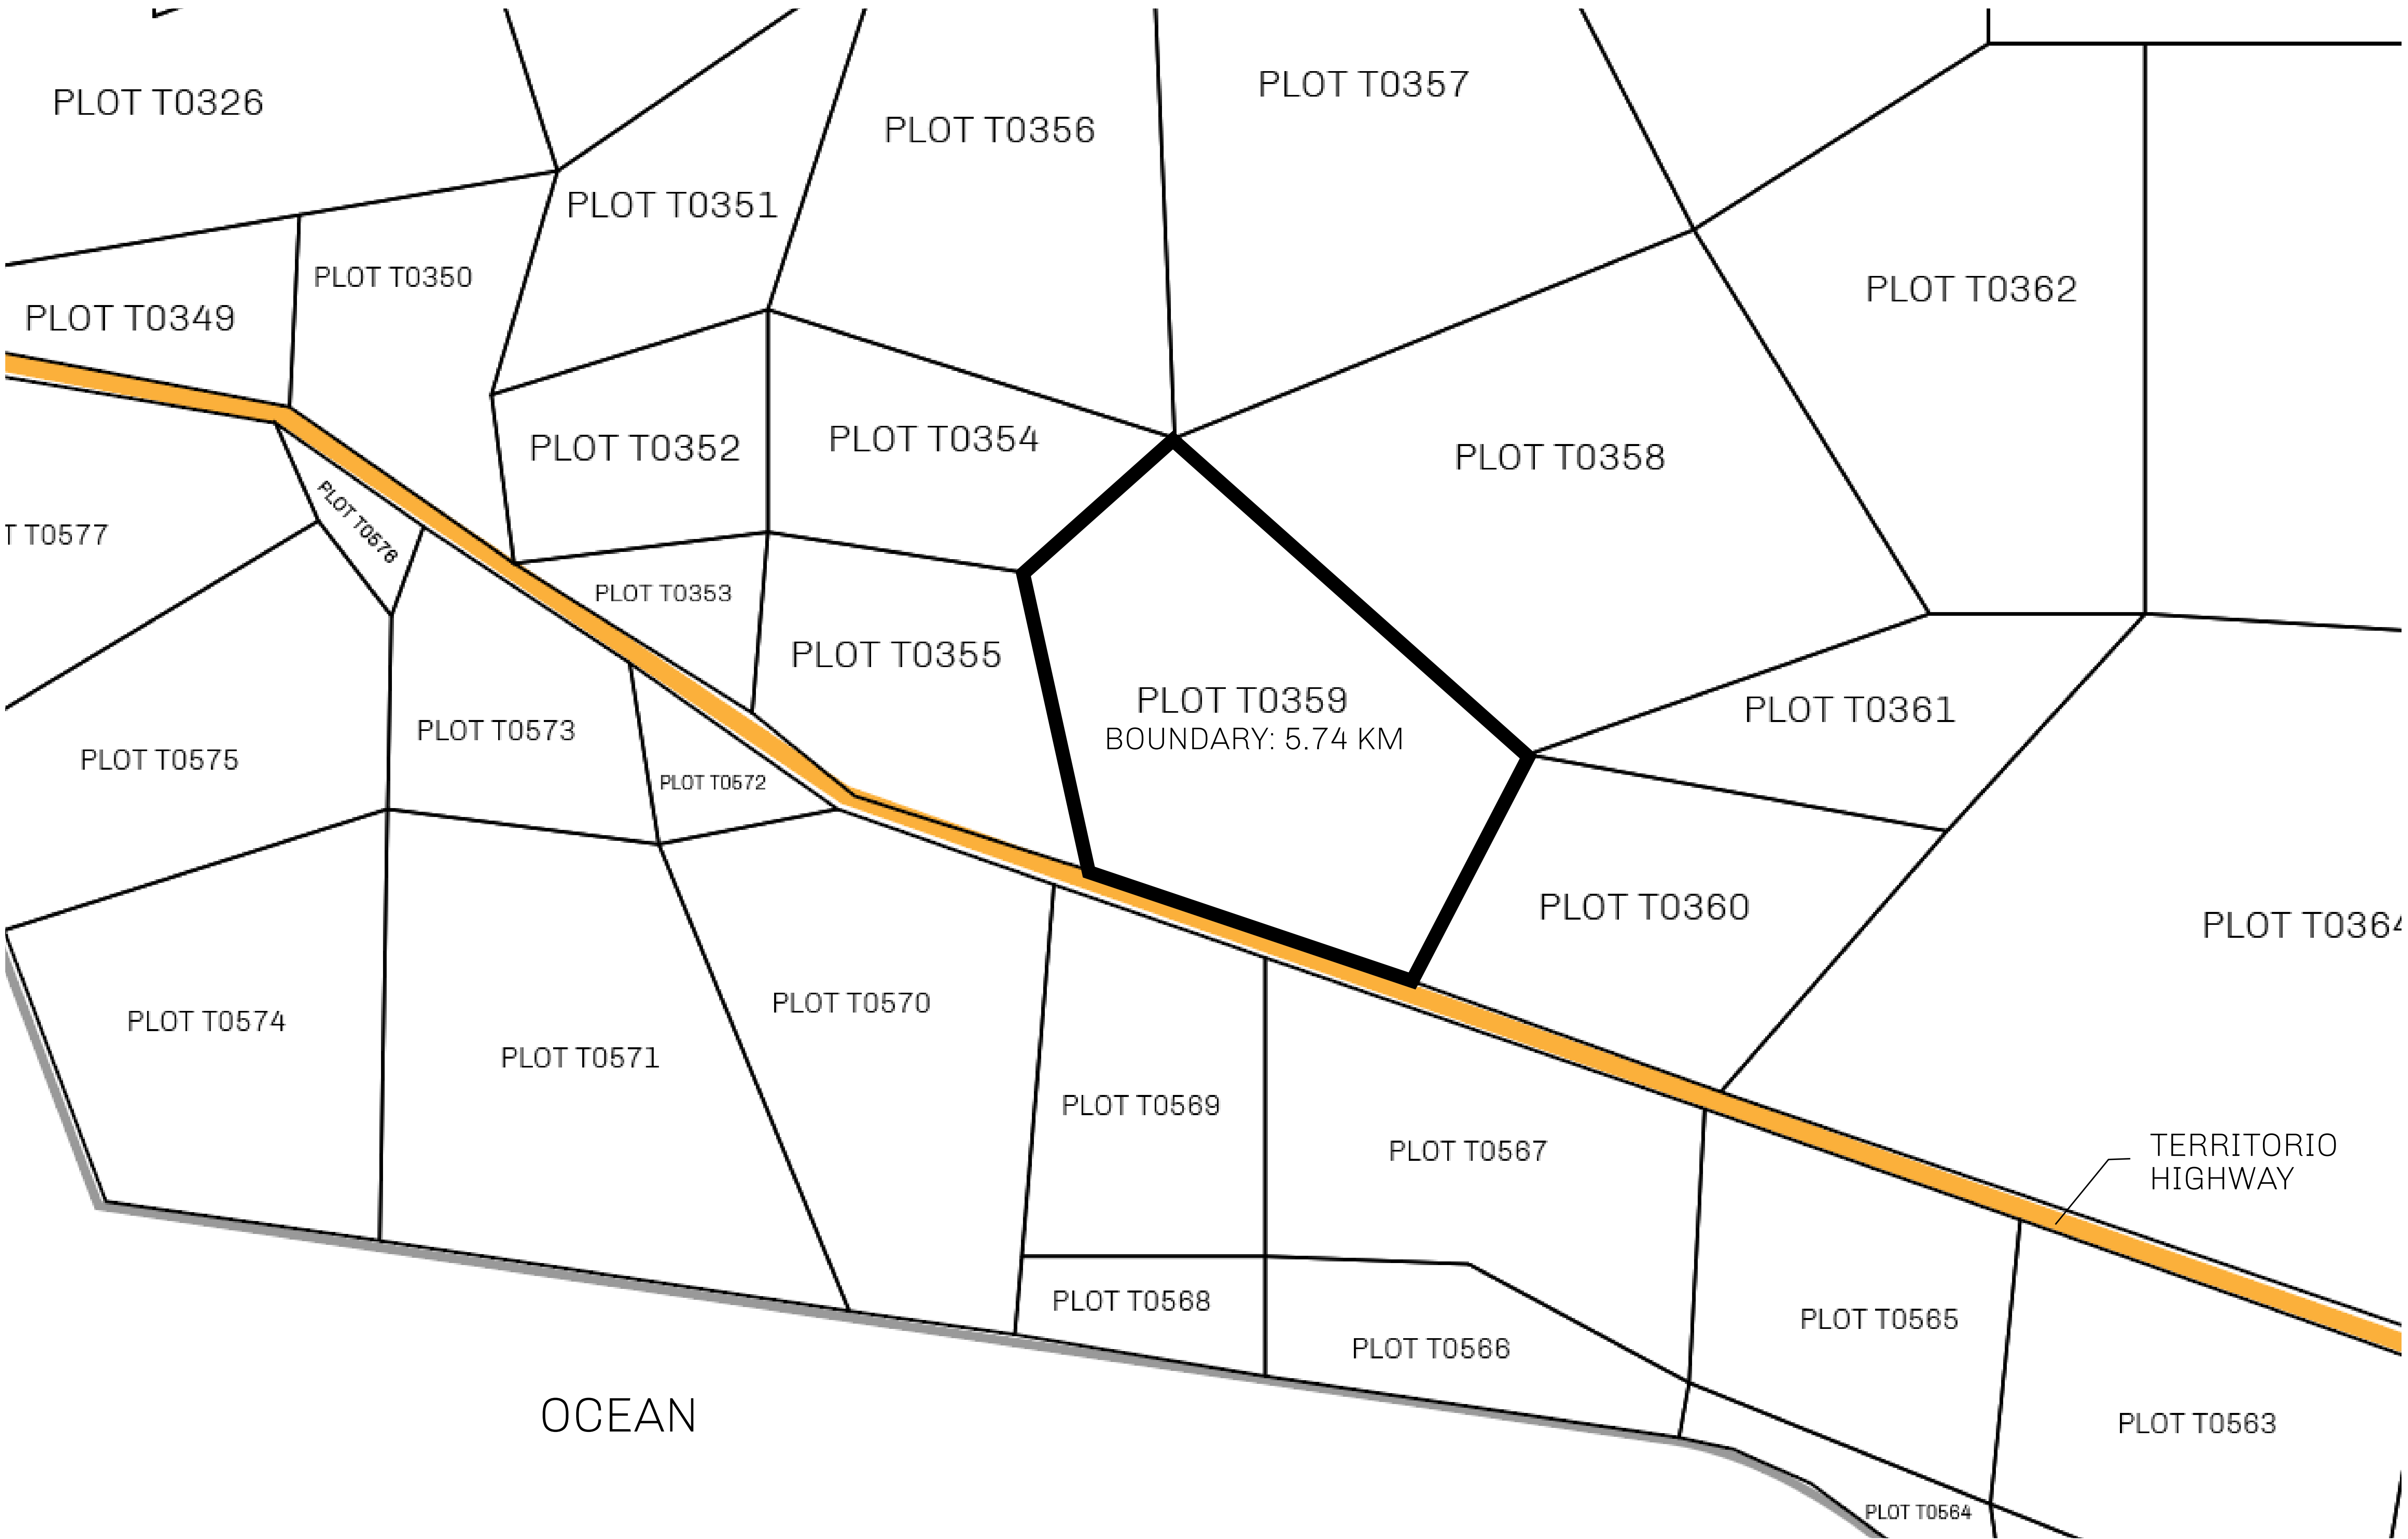 PLOT T0326
PLOT T0357
PLOT T0356
PLOT T0351
PLOT T0350
PLOT T0362
PLOT T0349
PLOT T0352
PLOT T0354
PLOT T0358
PLOT T0576
T T0577
PLOT T0353
PLOT T0355
PLOT T0359
BOUNDARY: 5.74 KM
PLOT T0361
PLOT T0573
PLOT T0575
PLOT T0572
PLOT T0360
PLOT T0364
PLOT T0570
PLOT T0574
PLOT T0571
PLOT T0569
PLOT T0567
TERRITORIO
HIGHWAY
PLOT T0568
PLOT T0565
PLOT T0566
OCEAN
PLOT T0563
PLOT T0564